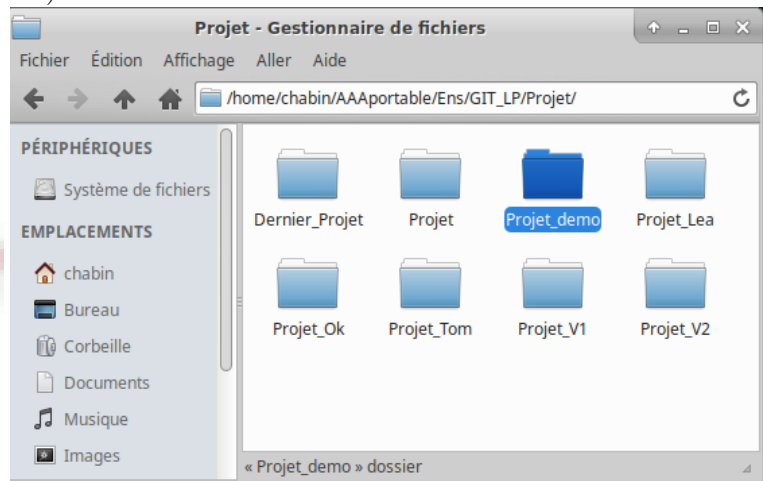 Projet - Gestionnaire de fichiers
Fichier Édition Affichage Aller Aide
/home/chabin/AAAportable/Ens/GIT_LP/Projet/
PÉRIPHÉRIQUES
Système de fichiers
EMPLACEMENTS
chabin
Bureau
Corbeille
Documents
Musique
Images
Dernier_Projet Projet Projet_demo Projet_Lea
Projet_Ok Projet_Tom Projet_V1 Projet_V2
« Projet_demo » dossier